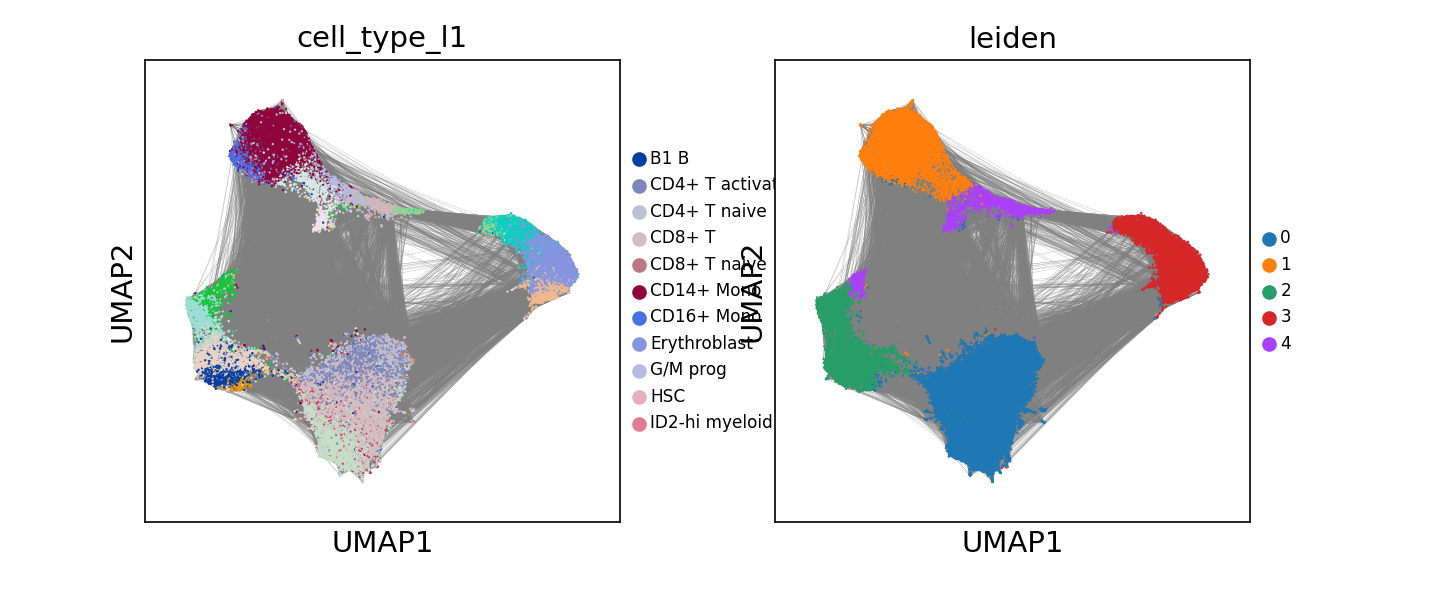 cell_type_l1
leiden
UMAP2
UMAP1
B1 B
CD4+ T activat
CD4+ T naive
CD8+ T
CD8+ T naive
CD14+ Mono
CD16+ Mono
Erythroblast
G/M prog
HSC
ID2-hi myeloid
UMAP2
UMAP1
0
1
2
3
4